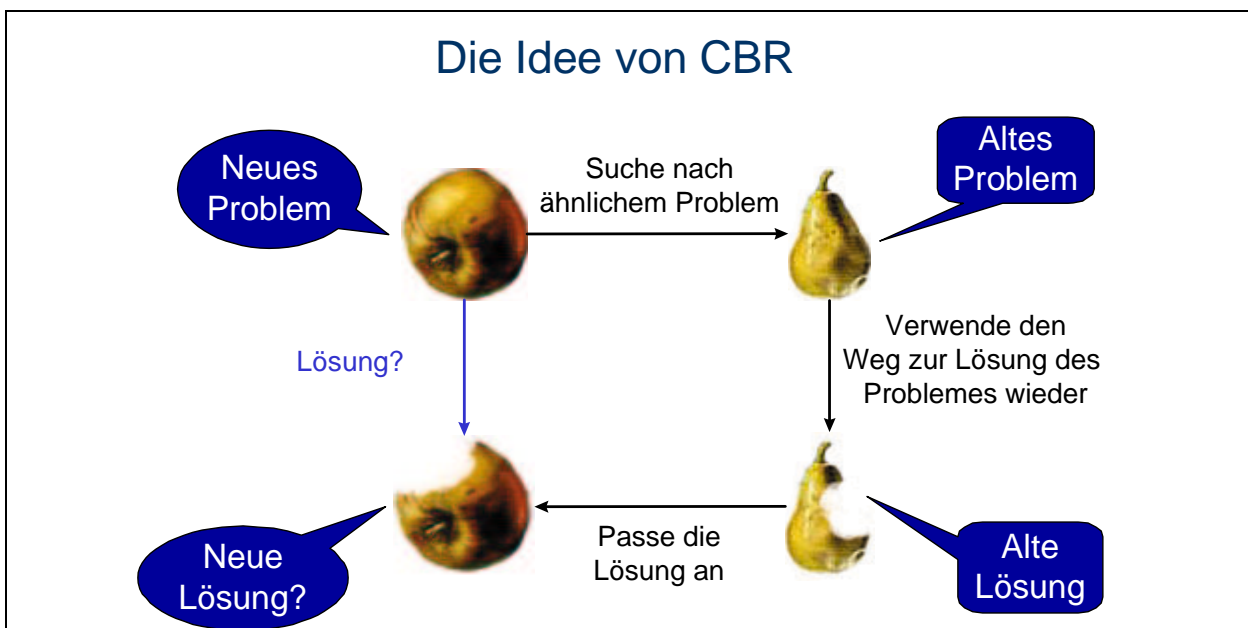 Die Idee von CBR
Neues
Problem
Suche nach
ähnlichem Problem
Altes
Problem
Lösung?
Verwende den
Weg zur Lösung des
Problemes wieder
Neue
Lösung?
Passe die
Lösung an
Alte
Lösung